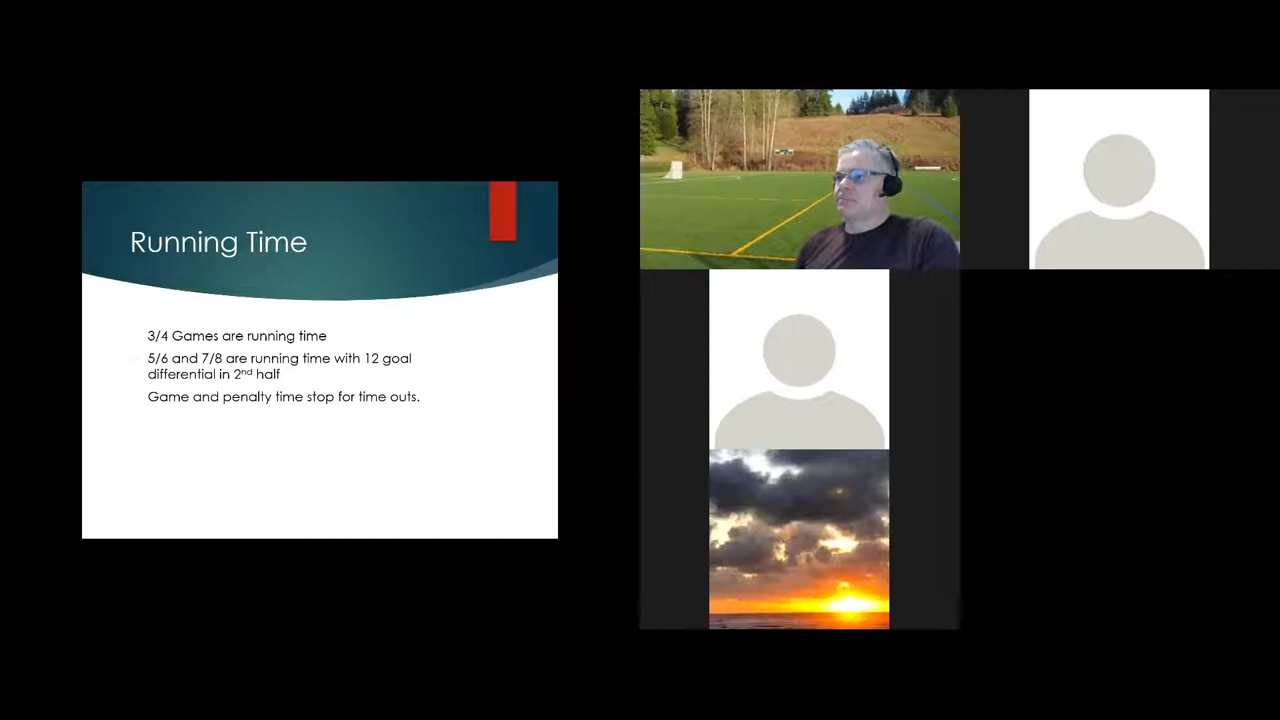 Running Time
3/4 Games are running time
5/6 and 7/8 are running time with 12 goal
differential in 2nd half
Game and penalty time stop for time outs.